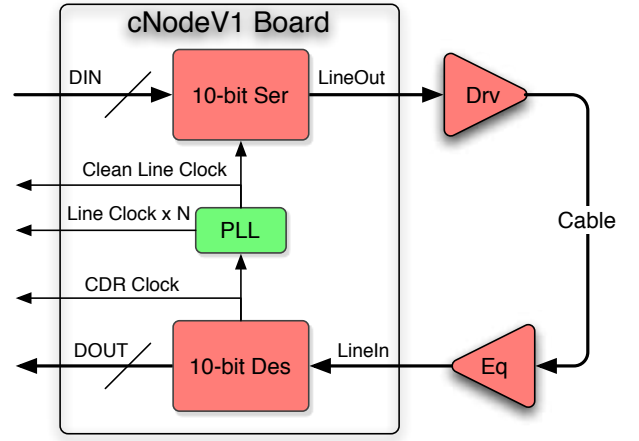 cNodeV1 Board
DIN
10-bit Ser
LineOut
Drv
Clean Line Clock
Line Clock x N
PLL
Cable
CDR Clock
DOUT
10-bit Des
LineIn
Eq